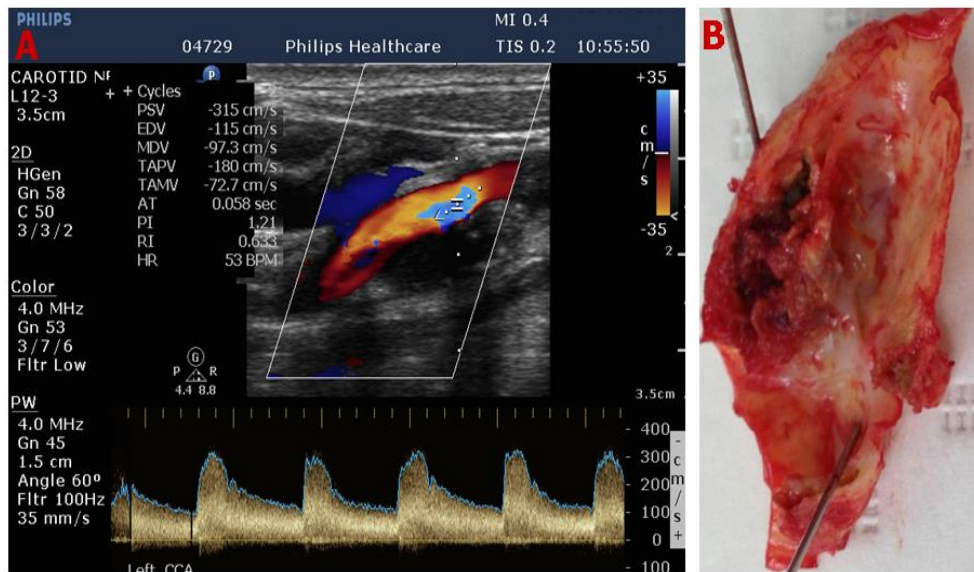 PHILIPS
MI 0.4
A
04729 Philips Healthcare TIS 0.2 10:55:50
B
CAROTID
L12-3
3.5cm
2D
HGen
Gn 58
C 50
3/3/2
Color
4.0 MHz
Gn 53
3/7/6
Fltr Low
PW
4.0 MHz
Gn 45
1.5 cm
Angle 60º
Fltr 100Hz
35 mm/s
P
+ + Cycles 2
PSV -315 cm/s
EDV -115 cm/s
MDV -97.3 cm/s
TAPV -180 cm/s
TAMV -72.7 cm/s
AT 0.058 sec
PI 1.21
RI 0.633
HR 53 BPM
G
P R
4.4 8.8
+35
c
m
/
s
-35 <
2
3.5cm
- 400 -
- 300 c
- 200 m
- 100 /
- 0 s
- 100 +
Left CCA